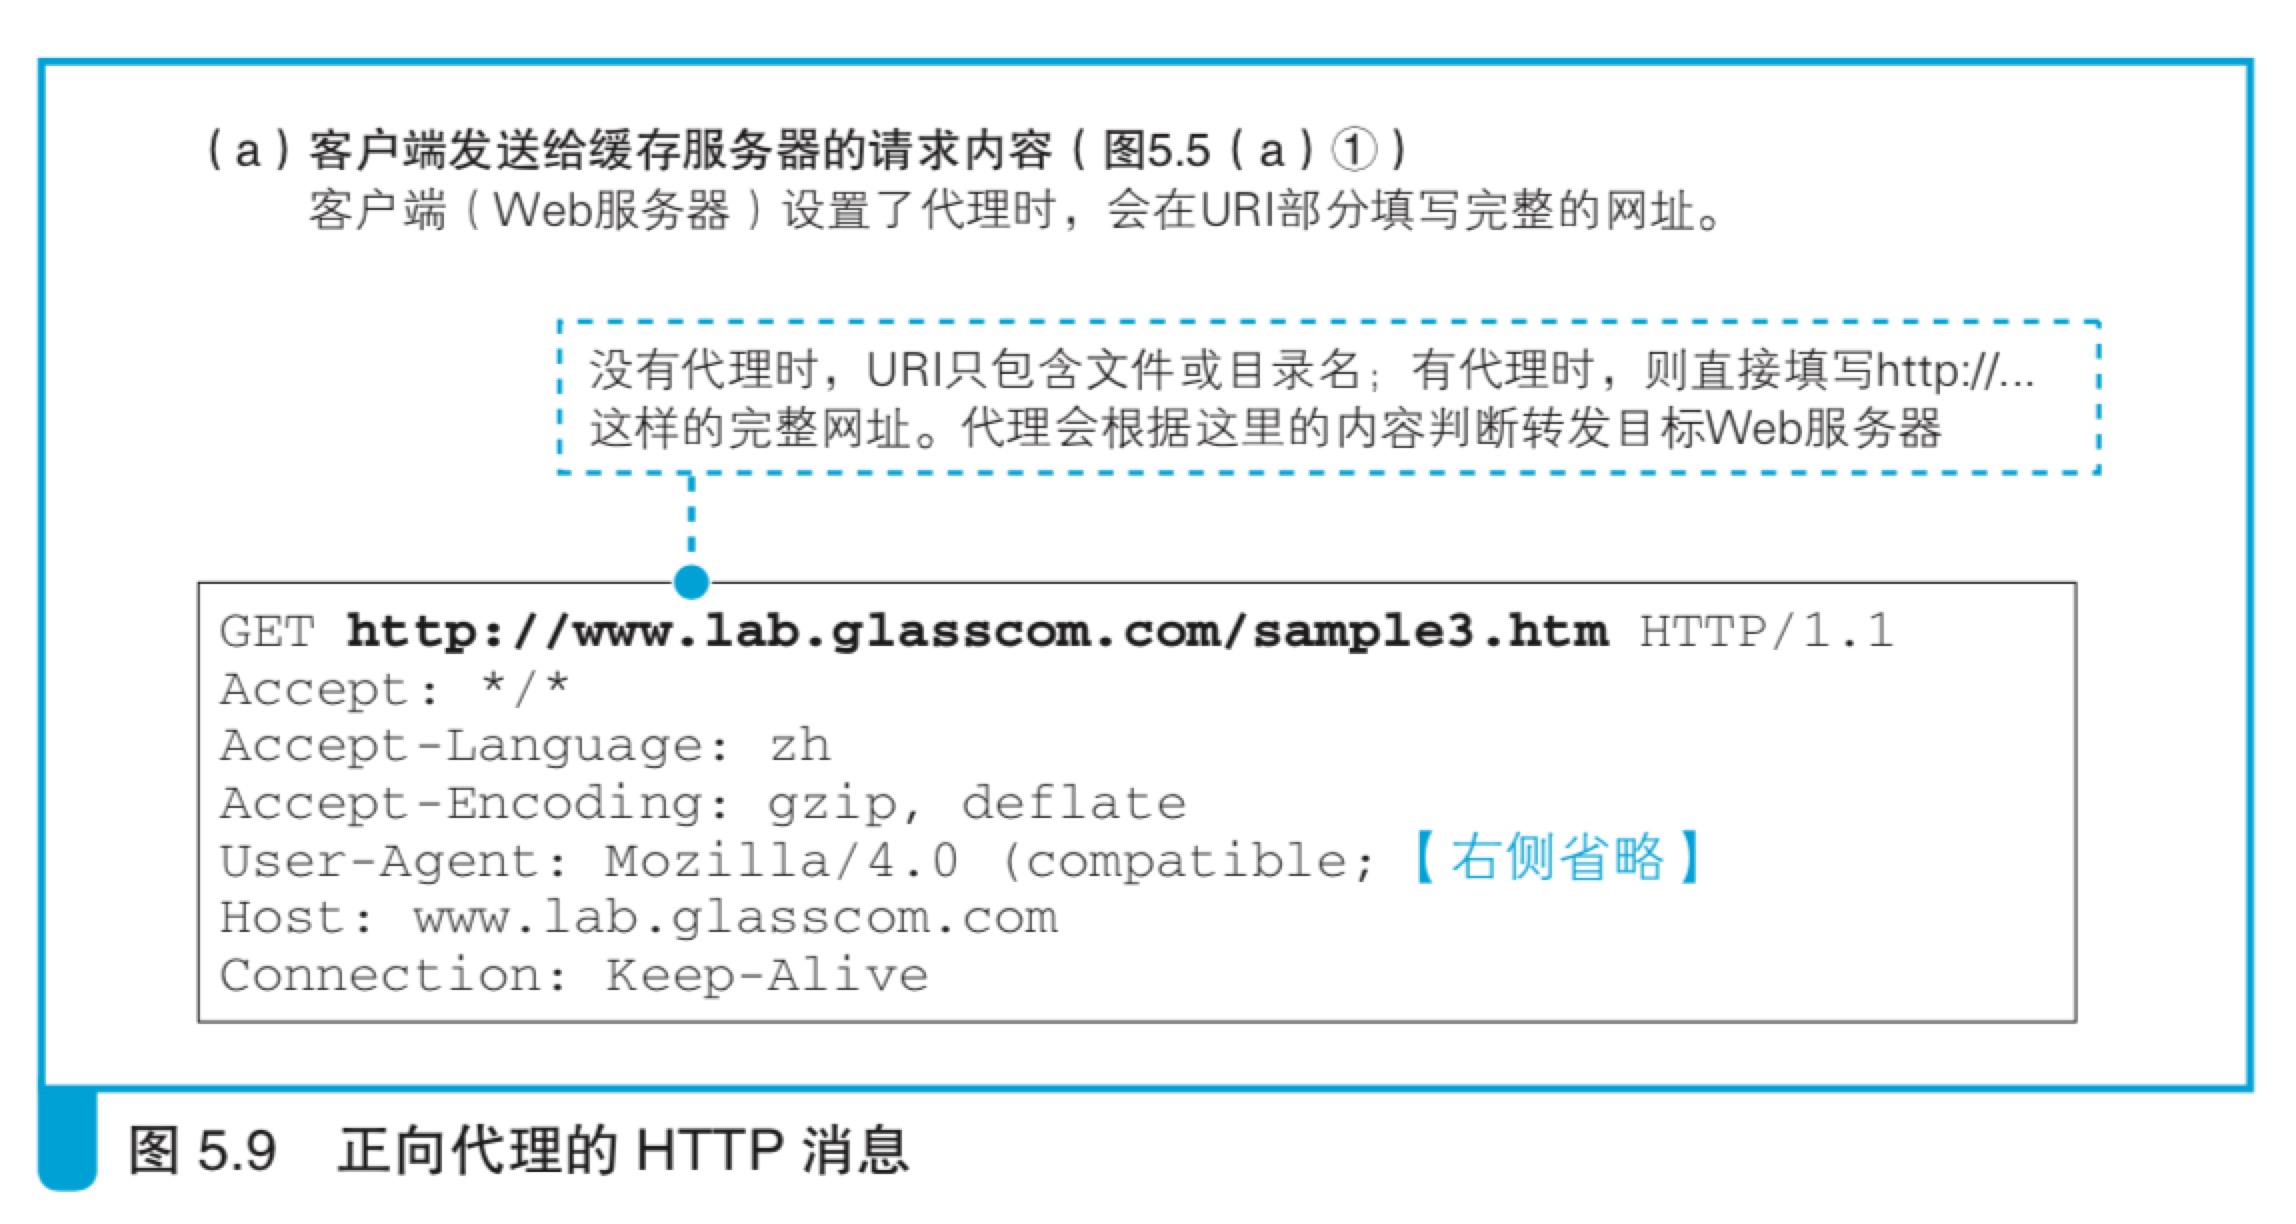 （a）客户端发送给缓存服务器的请求内容（图5.5（a）①）
客户端（Web服务器）设置了代理时，会在URI部分填写完整的网址。
没有代理时，URI只包含文件或目录名；有代理时，则直接填写http://...
这样的完整网址。代理会根据这里的内容判断转发目标Web服务器
GET http://www.lab.glasscom.com/sample3.htm HTTP/1.1
Accept: */*
Accept-Language: zh
Accept-Encoding: gzip, deflate
User-Agent: Mozilla/4.0 (compatible;【右侧省略】
Host: www.lab.glasscom.com
Connection: Keep-Alive
图 5.9 正向代理的 HTTP 消息